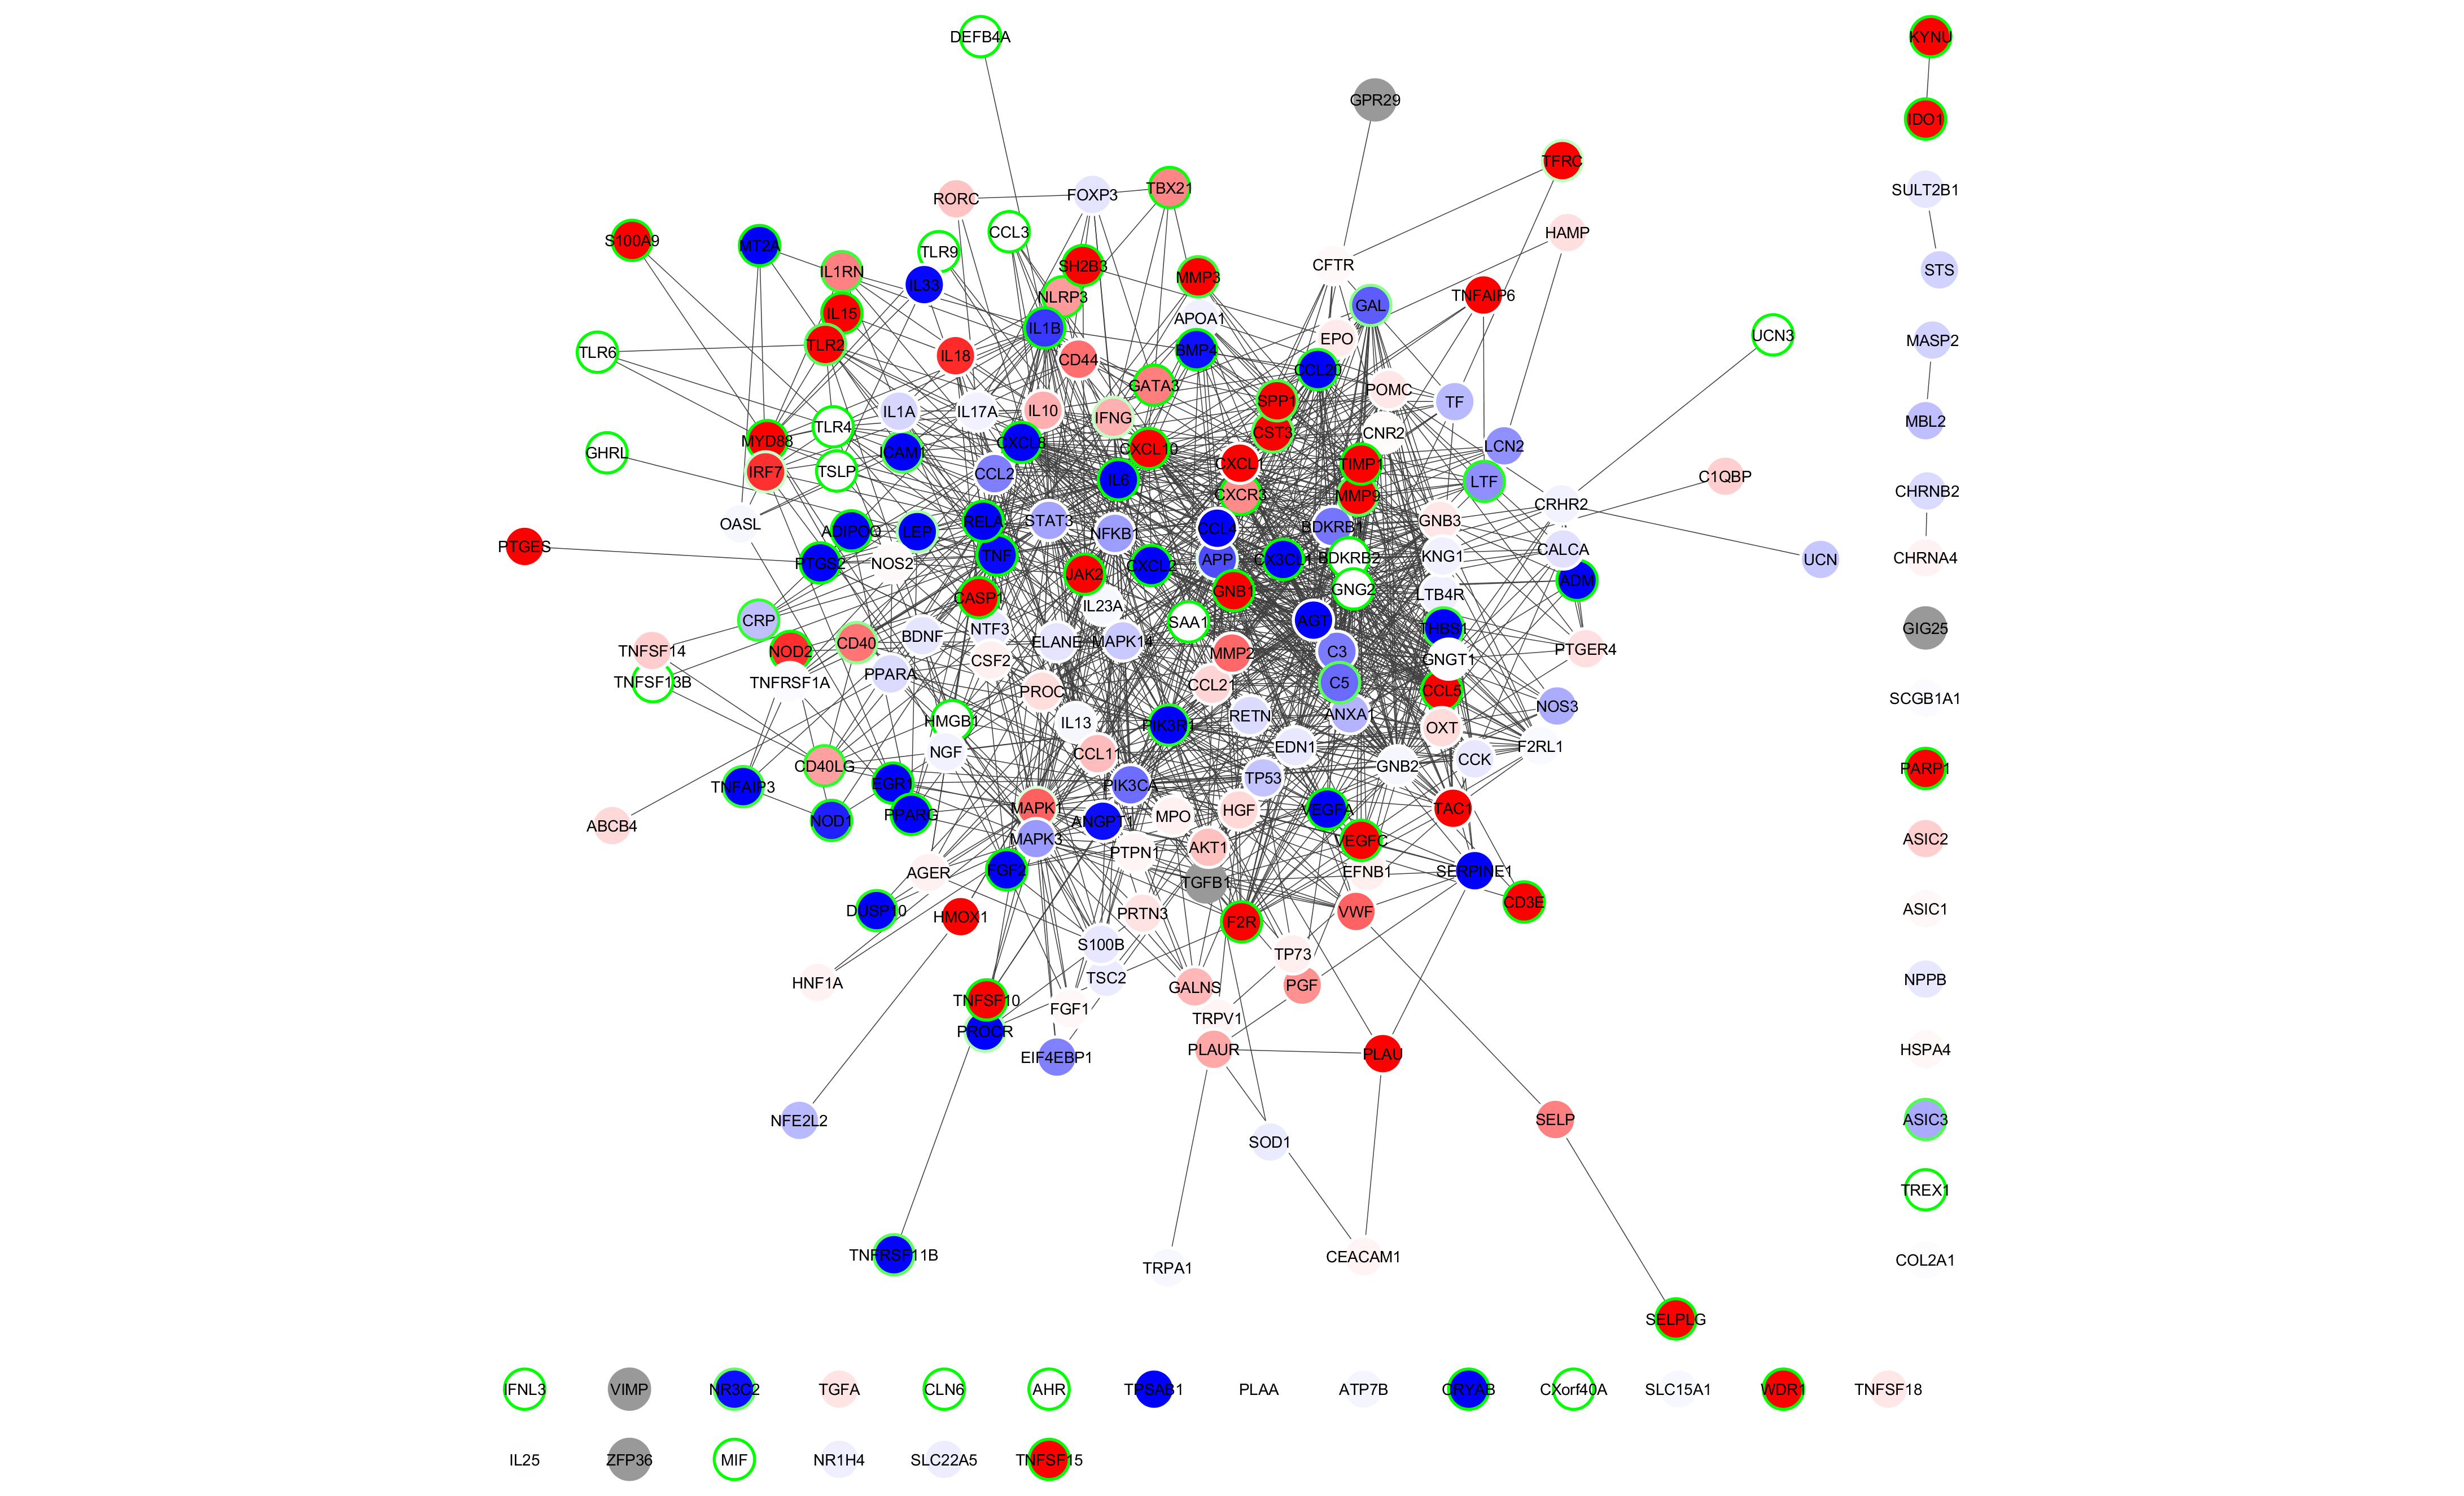 DEFB4A
KYNU
GPR29
IDO1
TFRC
SULT2B1
RORC
FOXP3
TBX21
CCL3
HAMP
S100A9
MT2A
TLR9
CFTR
STS
IL1RN
SH2B3
MMP3
IL33
NLRP3
TNFAIP6
GAL
IL15
APOA1
IL1B
UCN3
EPO
MASP2
TLR2
BMP4
TLR6
IL18
CD44
CCL20
GATA3
POMC
SPP1
TF
IL1A
IL17A
IL10
IFNG
MBL2
TLR4
CST3
CNR2
MYD88
CXCL8
ICAM1
CXCL10
LCN2
GHRL
CXCL1
TIMP1
IRF7
TSLP
CCL2
C1QBP
IL6
LTF
CHRNB2
CXCR3
MMP9
CRHR2
OASL
ADIPOQ
LEP
RELA
STAT3
NFKB1
CCL4
BDKRB1
GNB3
PTGES
PTGS2
NOS2
TNF
CXCL2
APP
CX3CL1
BDKRB2
KNG1
CALCA
UCN
CHRNA4
JAK2
GNB1
GNG2
LTB4R
ADM
CASP1
IL23A
CRP
SAA1
AGT
THBS1
GIG25
BDNF
NTF3
ELANE
MAPK14
TNFSF14
NOD2
CD40
CSF2
MMP2
C3
GNGT1
PTGER4
TNFSF13B
TNFRSF1A
PPARA
PROC
CCL21
C5
CCL5
SCGB1A1
HMGB1
IL13
PIK3R1
RETN
ANXA1
OXT
NOS3
NGF
CCL11
EDN1
F2RL1
CD40LG
GNB2
CCK
PARP1
TNFAIP3
EGR1
PIK3CA
TP53
ABCB4
NOD1
PPARG
MAPK1
ANGPT1
MPO
HGF
VEGFA
TAC1
MAPK3
PTPN1
AKT1
VEGFC
ASIC2
AGER
FGF2
TGFB1
EFNB1
SERPINE1
DUSP10
HMOX1
PRTN3
F2R
VWF
CD3E
ASIC1
S100B
TP73
HNF1A
TSC2
GALNS
PGF
NPPB
TNFSF10
FGF1
TRPV1
PROCR
EIF4EBP1
PLAUR
PLAU
HSPA4
NFE2L2
SOD1
SELP
ASIC3
TREX1
TNFRSF11B
TRPA1
CEACAM1
COL2A1
SELPLG
IFNL3
VIMP
NR3C2
TGFA
CLN6
AHR
TPSAB1
PLAA
ATP7B
CRYAB
CXorf40A
SLC15A1
WDR1
TNFSF18
IL25
ZFP36
MIF
NR1H4
SLC22A5
TNFSF15